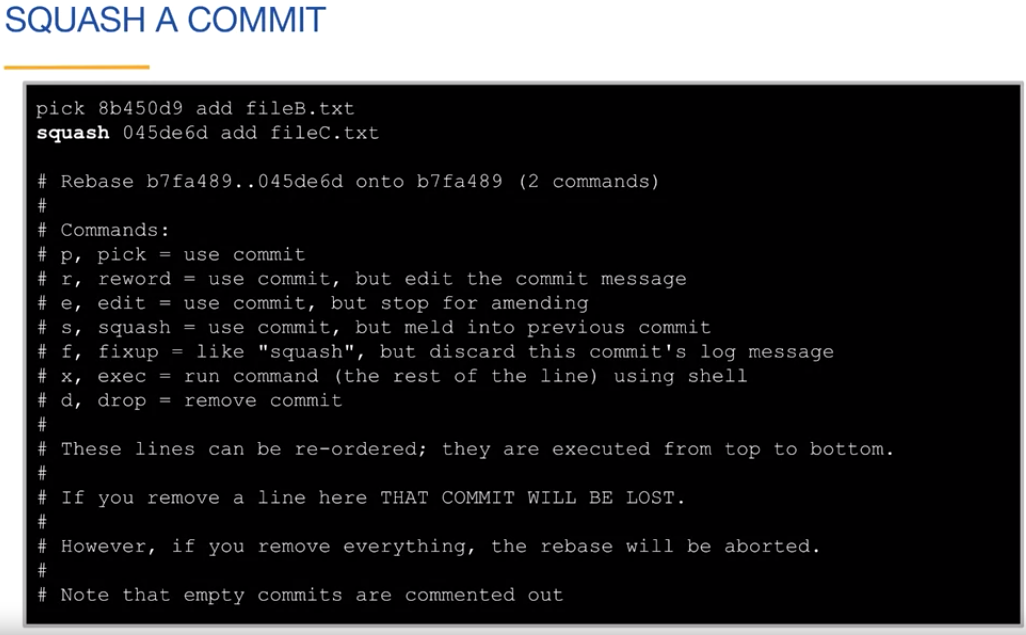 SQUASH A COMMIT
pick 8b450d9 add fileB.txt
squash 045de6d add fileC.txt
# Rebase b7fa489..045de6d onto b7fa489 (2 commands)
#
# Commands:
# p, pick = use commit
# r, reword = use commit, but edit the commit message
# e, edit = use commit, but stop for amending
# s, squash = use commit, but meld into previous commit
# f, fixup = like "squash", but discard this commit's log message
# x, exec = run command (the rest of the line) using shell
# d, drop = remove commit
#
# These lines can be re-ordered; they are executed from top to bottom.
#
# If you remove a line here THAT COMMIT WILL BE LOST.
#
# However, if you remove everything, the rebase will be aborted.
#
# Note that empty commits are commented out